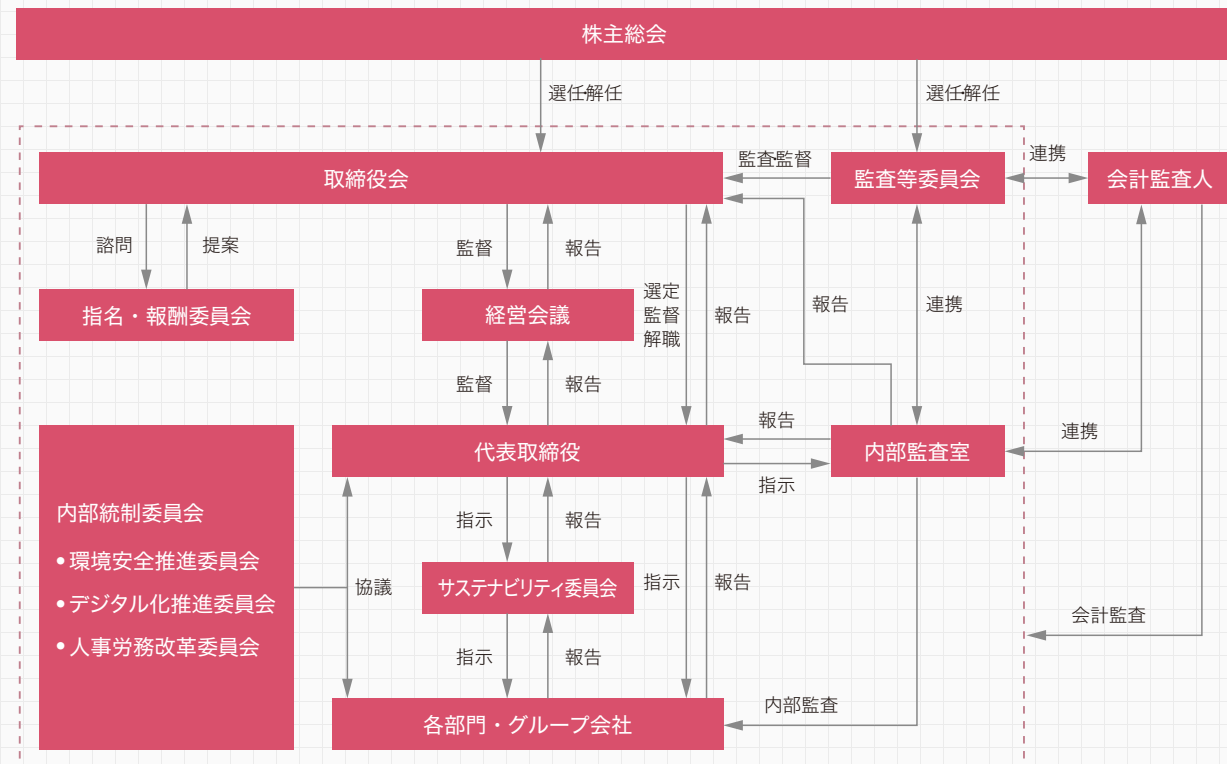 株主総会
選任・解任
選任・解任
取締役会
監査・監督
監査等委員会
連携
会計監査人
諮問
提案
監督
報告
選定
監督
解職
報告
報告
連携
指名・報酬委員会
経営会議
監督
報告
報告
連携
代表取締役
内部監査室
指示
内部統制委員会
•環境安全推進委員会
•デジタル化推進委員会
•人事労務改革委員会
協議
指示
報告
サステナビリティ委員会
指示
報告
会計監査
指示
報告
内部監査
各部門・グループ会社